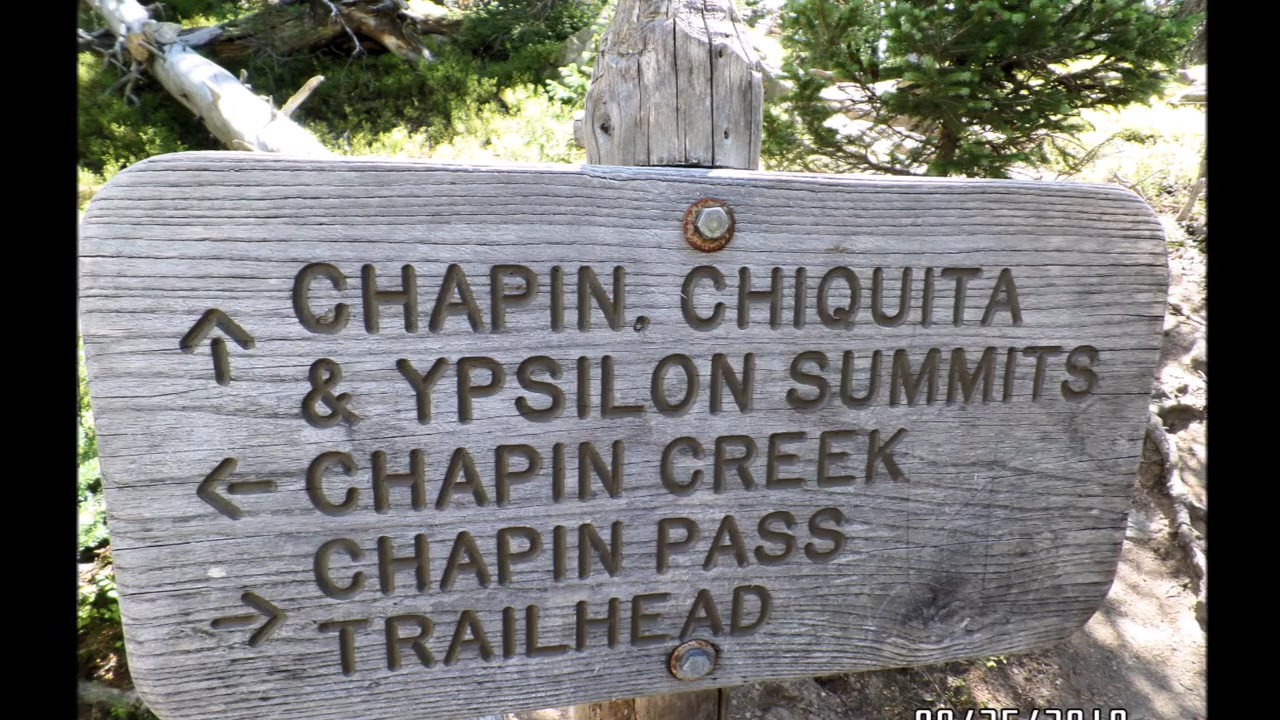 ↑ CHAPIN, CHIQUITA
& YPSILON SUMMITS
← CHAPIN CREEK
CHAPIN PASS
→ TRAILHEAD